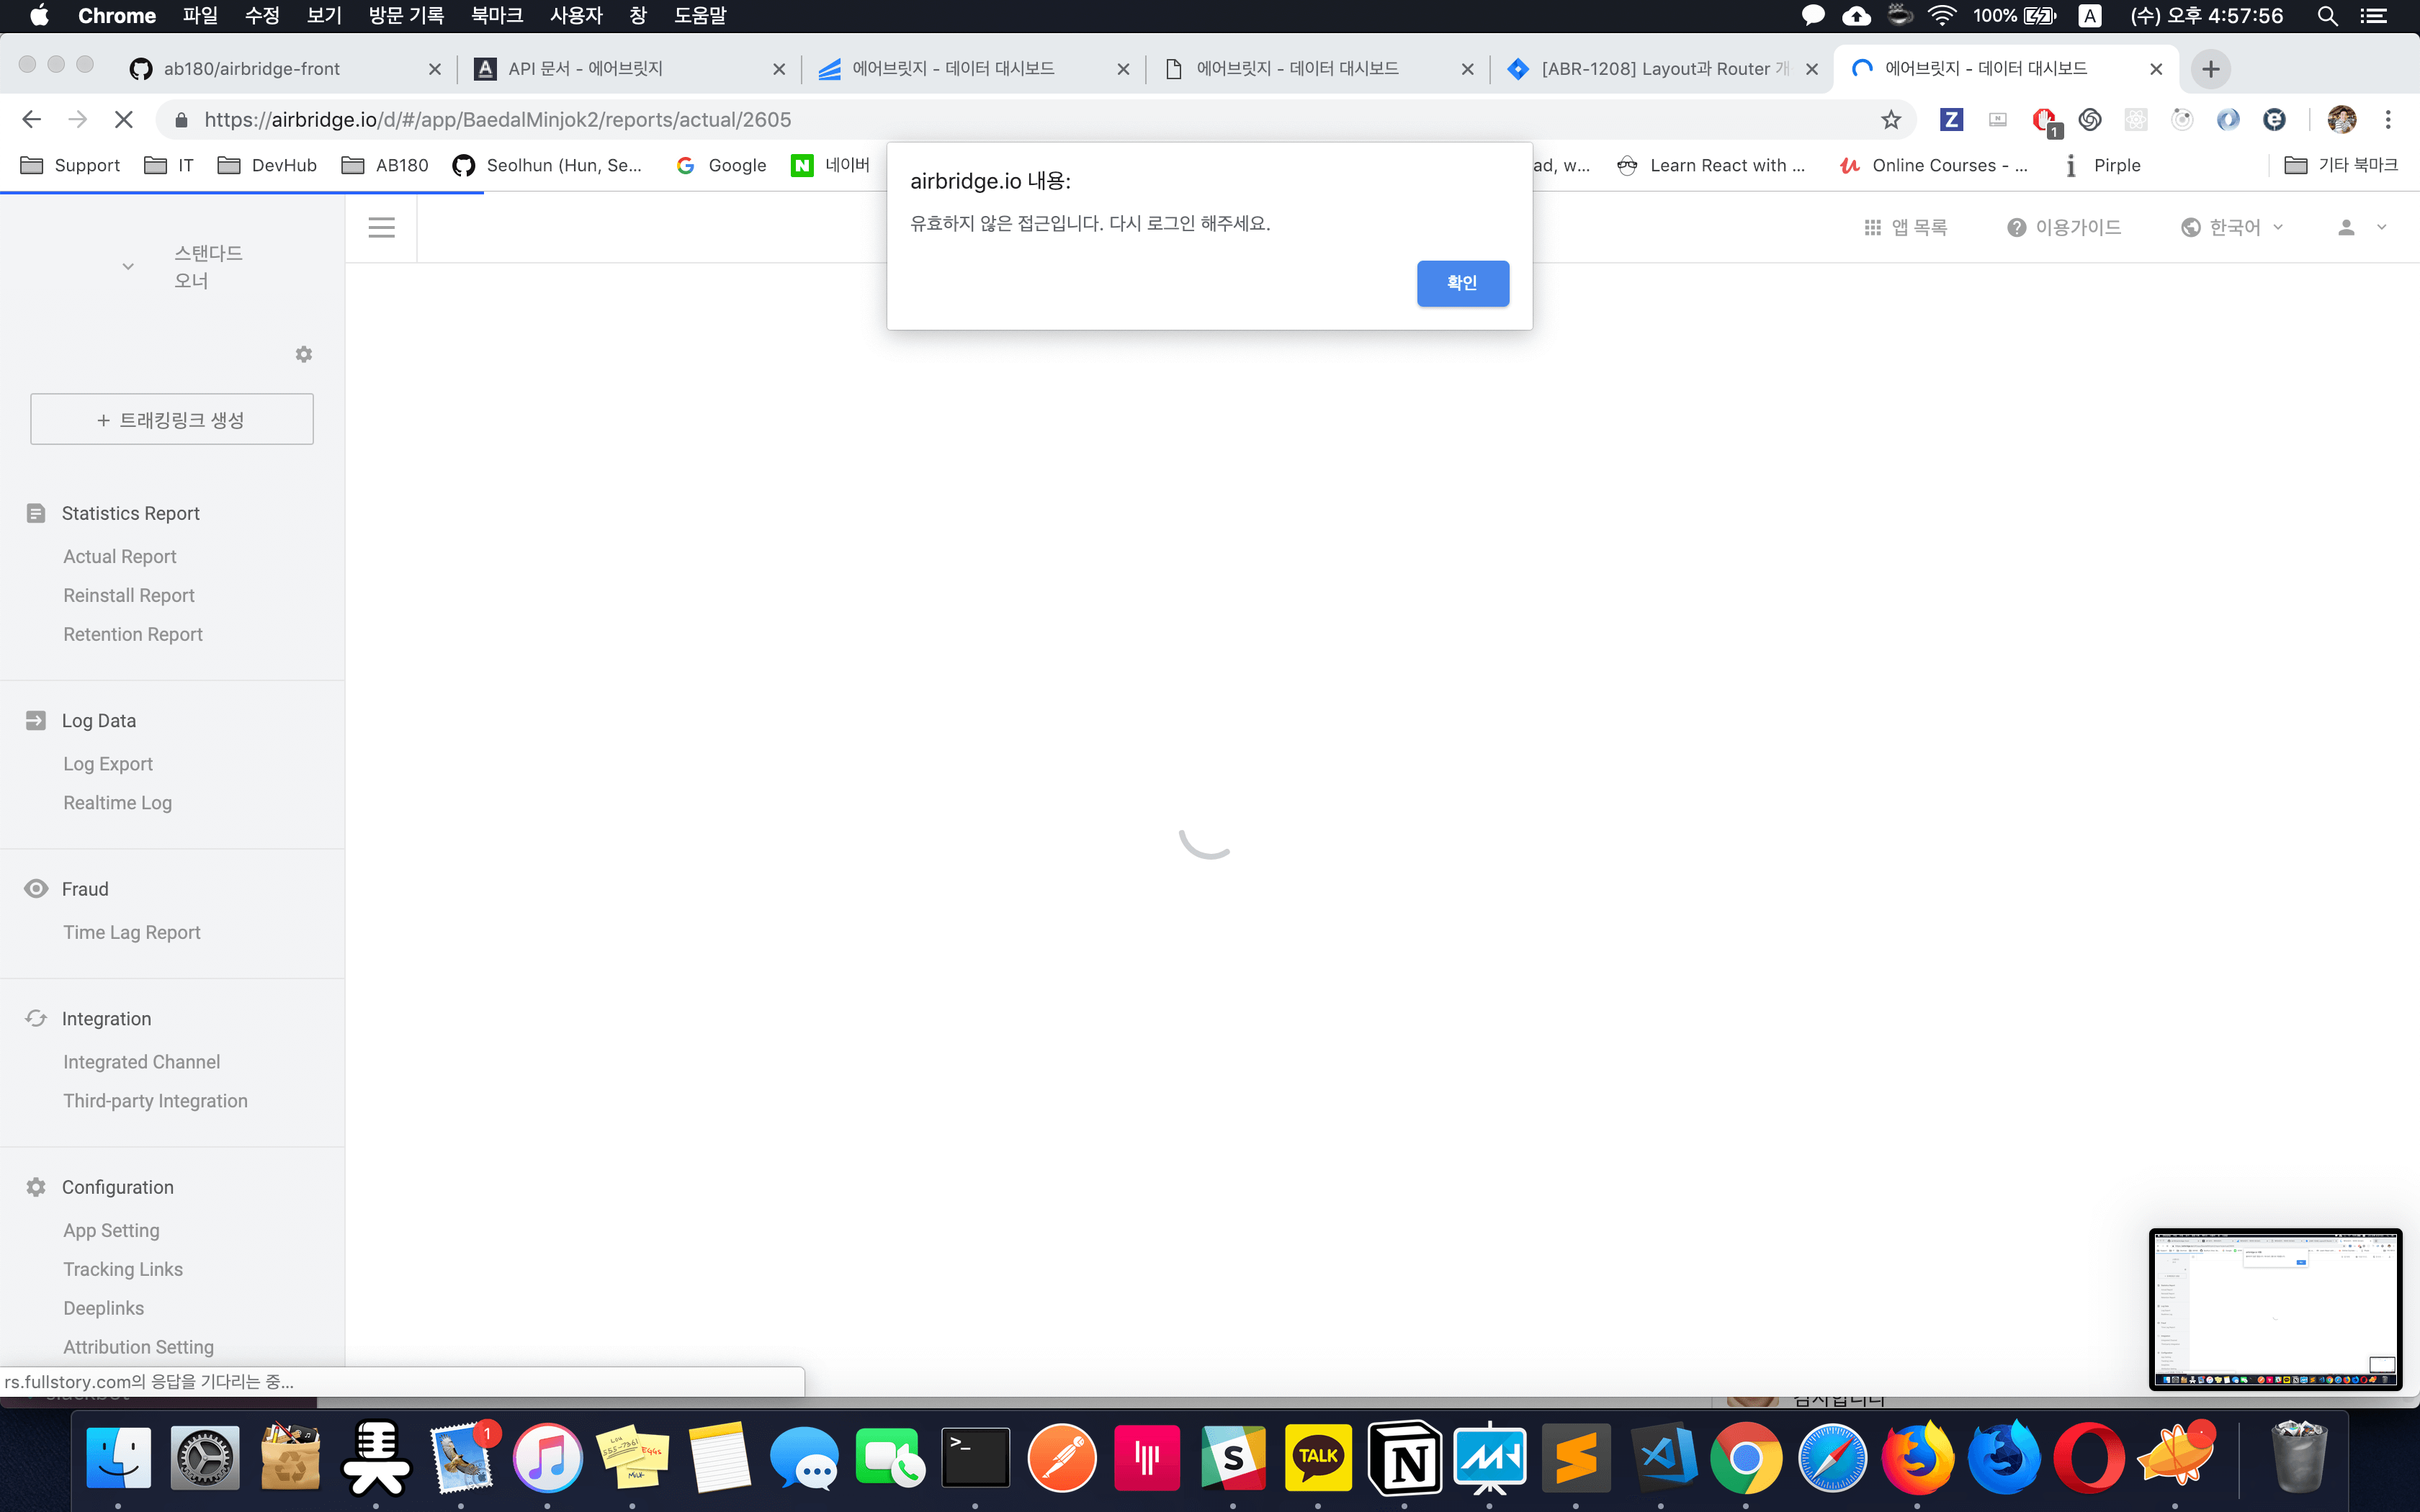 Chrome 파일 수정 보기 방문 기록 북마크 사용자 창 도움말 100% A (수) 오후 4:57:56
ab180/airbridge-front A API 문서 - 에어브릿지 에어브릿지 - 데이터 대시보드 에어브릿지 - 데이터 대시보드 [ABR-1208] Layout과 Router 개 에어브릿지 - 데이터 대시보드
https://airbridge.io/d/#/app/BaedalMinjok2/reports/actual/2605 Z 1
Support IT DevHub AB180 Seolhun (Hun, Se... Google N 네이버 ad, w... Learn React with ... Online Courses - ... Pirple 기타 북마크
airbridge.io 내용:
유효하지 않은 접근입니다. 다시 로그인 해주세요.
확인
앱 목록 이용가이드 한국어
스탠다드
오너
+ 트래킹링크 생성
Statistics Report
Actual Report
Reinstall Report
Retention Report
Log Data
Log Export
Realtime Log
Fraud
Time Lag Report
Integration
Integrated Channel
Third-party Integration
Configuration
App Setting
Tracking Links
Deeplinks
Attribution Setting
rs.fullstory.com의 응답을 기다리는 중...
감사합니다
1
S
TALK
N